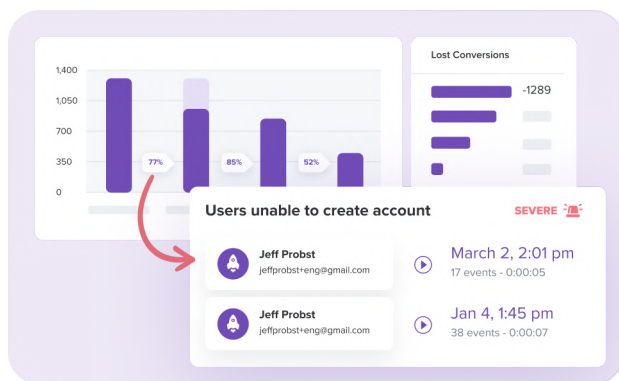 1,400
1,050
700
350
0
77%
85%
52%
Lost Conversions
-1289
Users unable to create account
SEVERE
Jeff Probst
jeffprobst+eng@gmail.com
March 2, 2:01 pm
17 events - 0:00:05
Jeff Probst
jeffprobst+eng@gmail.com
Jan 4, 1:45 pm
38 events - 0:00:07